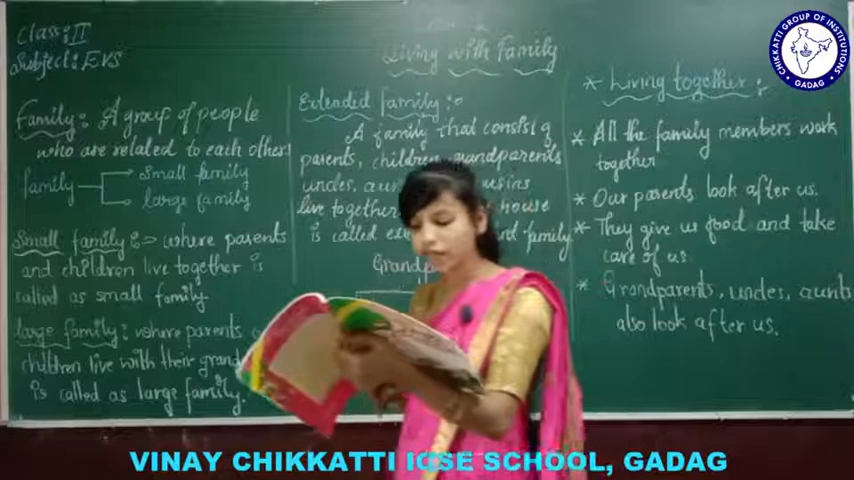 Class: II
Subject: EVS
Living with Family
Family: A group of people
who are related to each other
family
Small family
large family
Small family: where parents
and children live together is
called as small family.
large family: where parents
children live with their grand
is called as large family.
Extended family:
A family that consist of
parents, children, grandparents
uncles,
live together house
is called family.
Living together:
All the family members work
together
Our parents look after us.
They give us food and take
care of us
Grandparents, uncles, aunts
also look after us.
CHIKKATTI GROUP OF INSTITUTIONS
GADAG
VINAY CHIKKATTI ICSE SCHOOL, GADAG